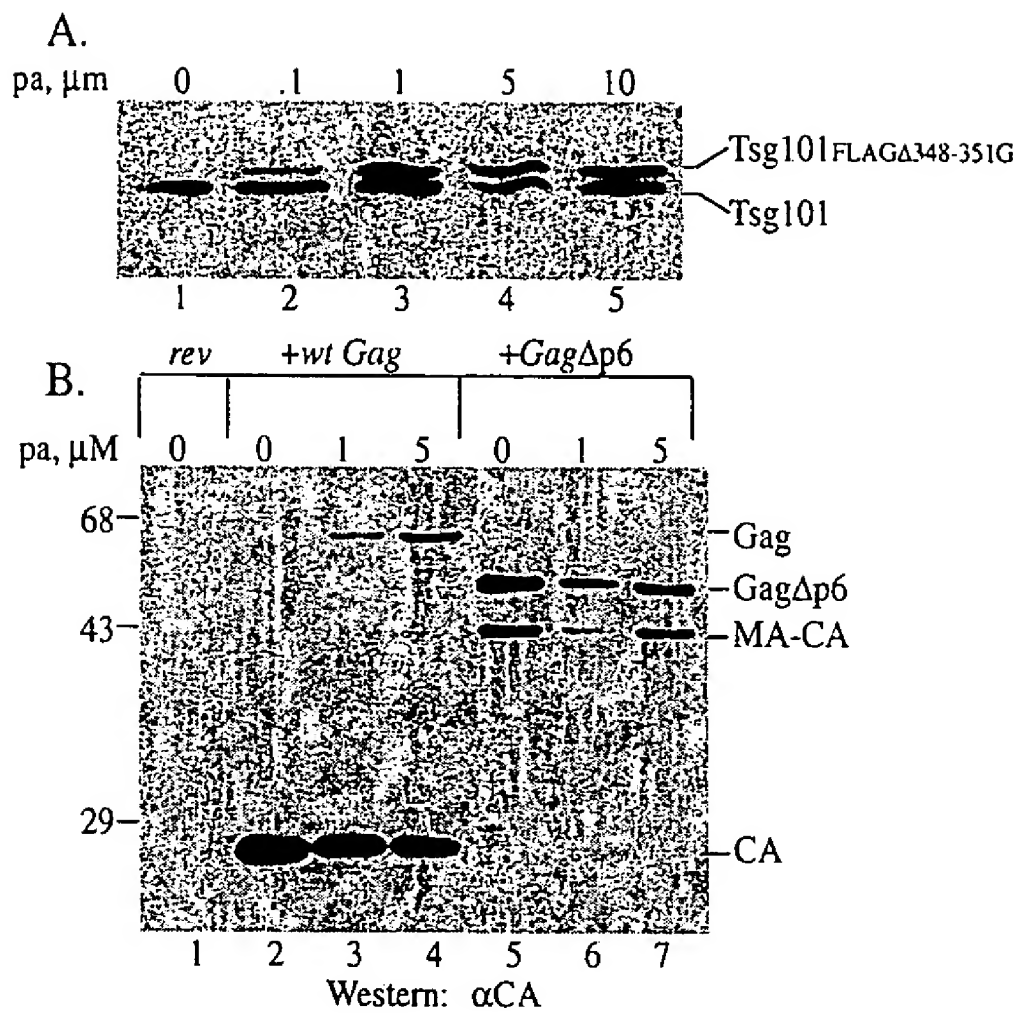 A.
pa, μm 0 .1 1 5 10
Tsg101FLAGΔ348-351G
Tsg101
1 2 3 4 5
rev +wt Gag +GagΔp6
B.
pa, μM 0 0 1 5 0 1 5
68
Gag
GagΔp6
43
MA-CA
29
CA
1 2 3 4 5 6 7
Western: αCA